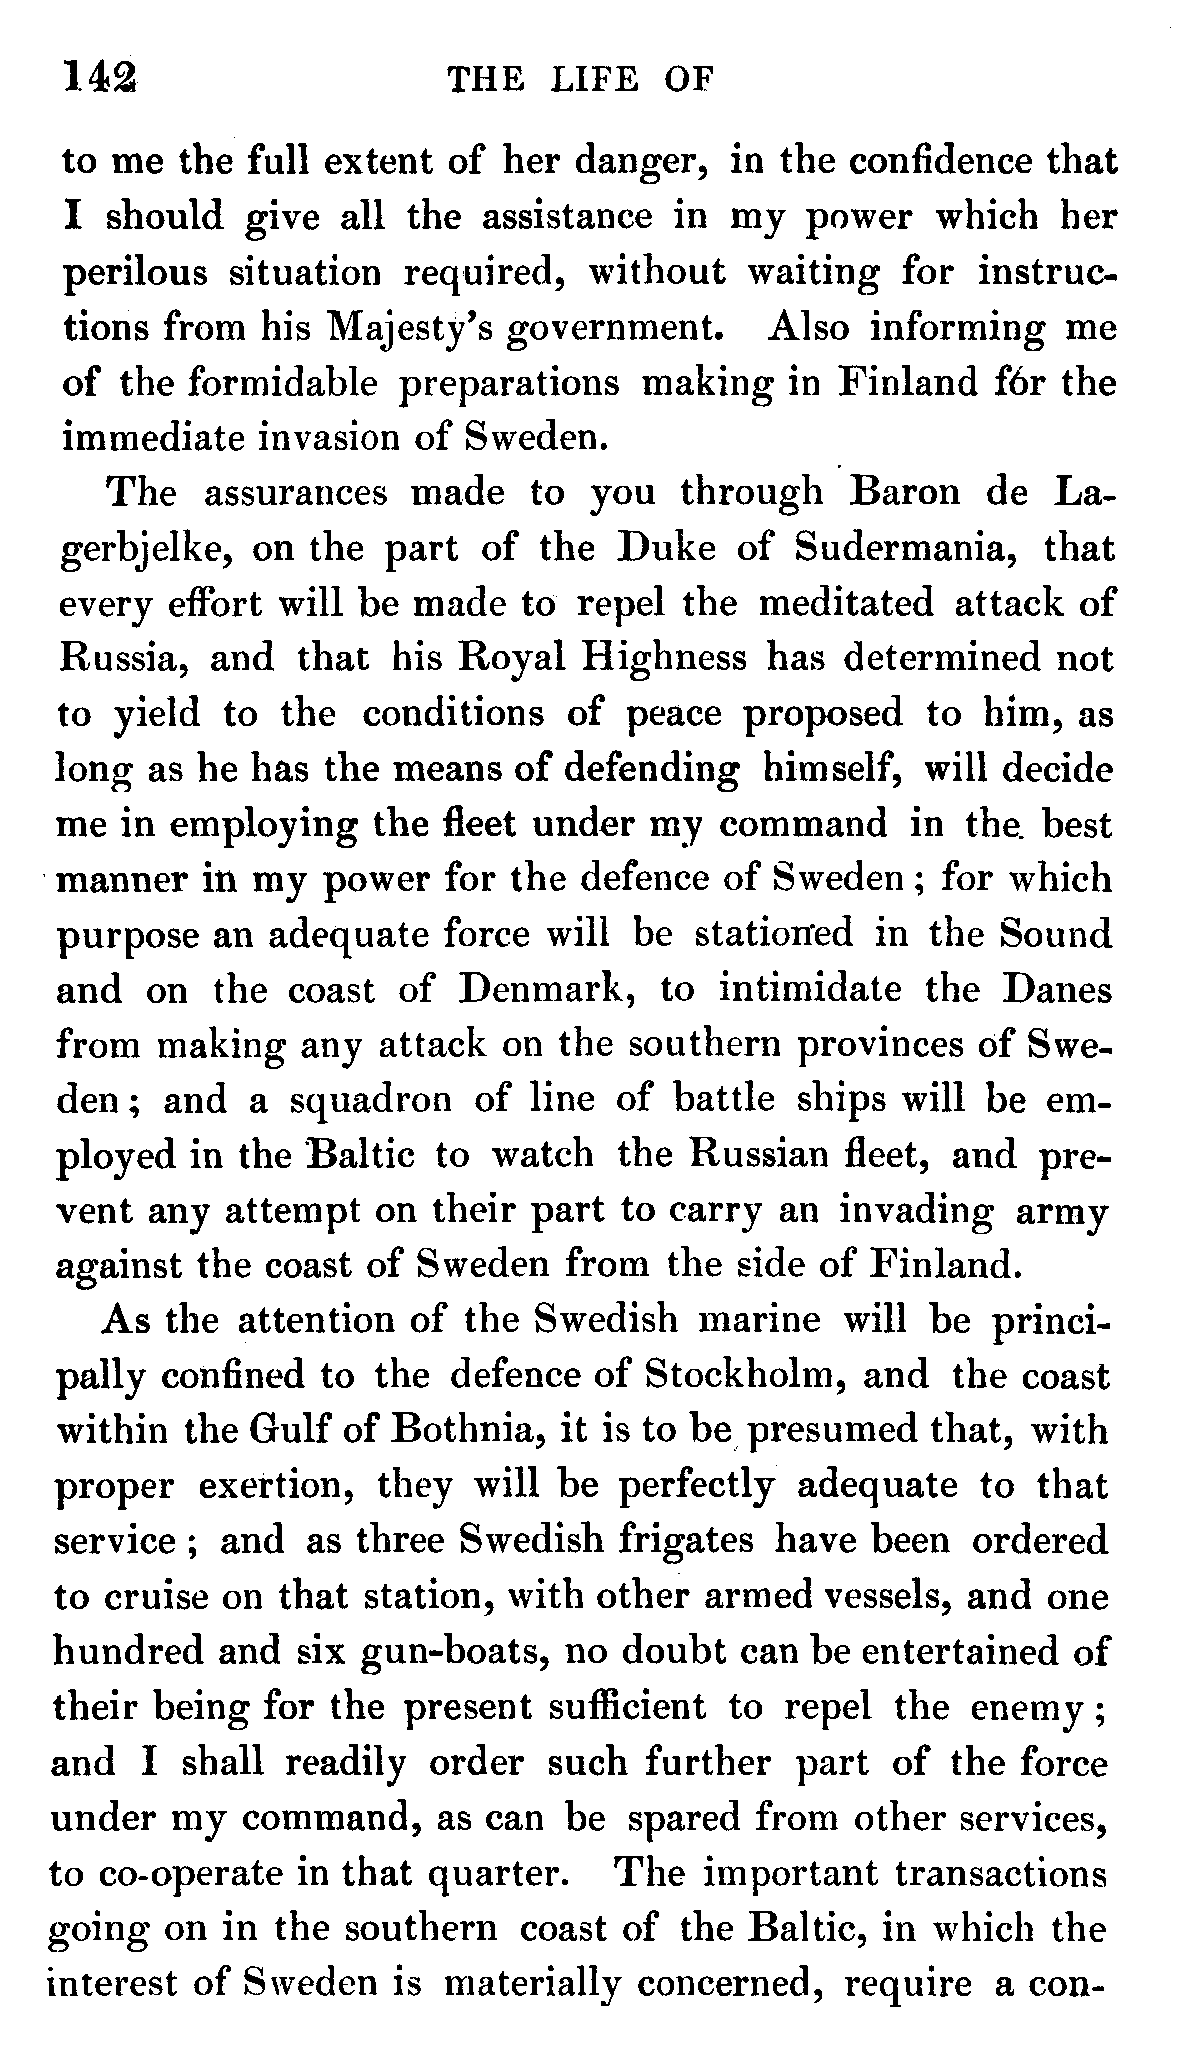 142 THE LIFE OF
to me the full extent of her danger, in the confidence that
I should give all the assistance in my power which her
perilous situation required, without waiting for instruc-
tions from his Majesty's government. Also informing me
of the formidable preparations making in Finland fór the
immediate invasion of Sweden.
The assurances made to you through Baron de La-
gerbjelke, on the part of the Duke of Sudermania, that
every effort will be made to repel the meditated attack of
Russia, and that his Royal Highness has determined not
to yield to the conditions of peace proposed to him, as
long as he has the means of defending himself, will decide
me in employing the fleet under my command in the. best
manner in my power for the defence of Sweden ; for which
purpose an adequate force will be stationed in the Sound
and on the coast of Denmark, to intimidate the Danes
from making any attack on the southern provinces of Swe-
den ; and a squadron of line of battle ships will be em-
ployed in the Baltic to watch the Russian fleet, and pre-
vent any attempt on their part to carry an invading army
against the coast of Sweden from the side of Finland.
As the attention of the Swedish marine will be princi-
pally confined to the defence of Stockholm, and the coast
within the Gulf of Bothnia, it is to be presumed that, with
proper exertion, they will be perfectly adequate to that
service ; and as three Swedish frigates have been ordered
to cruise on that station, with other armed vessels, and one
hundred and six gun-boats, no doubt can be entertained of
their being for the present sufficient to repel the enemy ;
and I shall readily order such further part of the force
under my command, as can be spared from other services,
to co-operate in that quarter. The important transactions
going on in the southern coast of the Baltic, in which the
interest of Sweden is materially concerned, require a con-